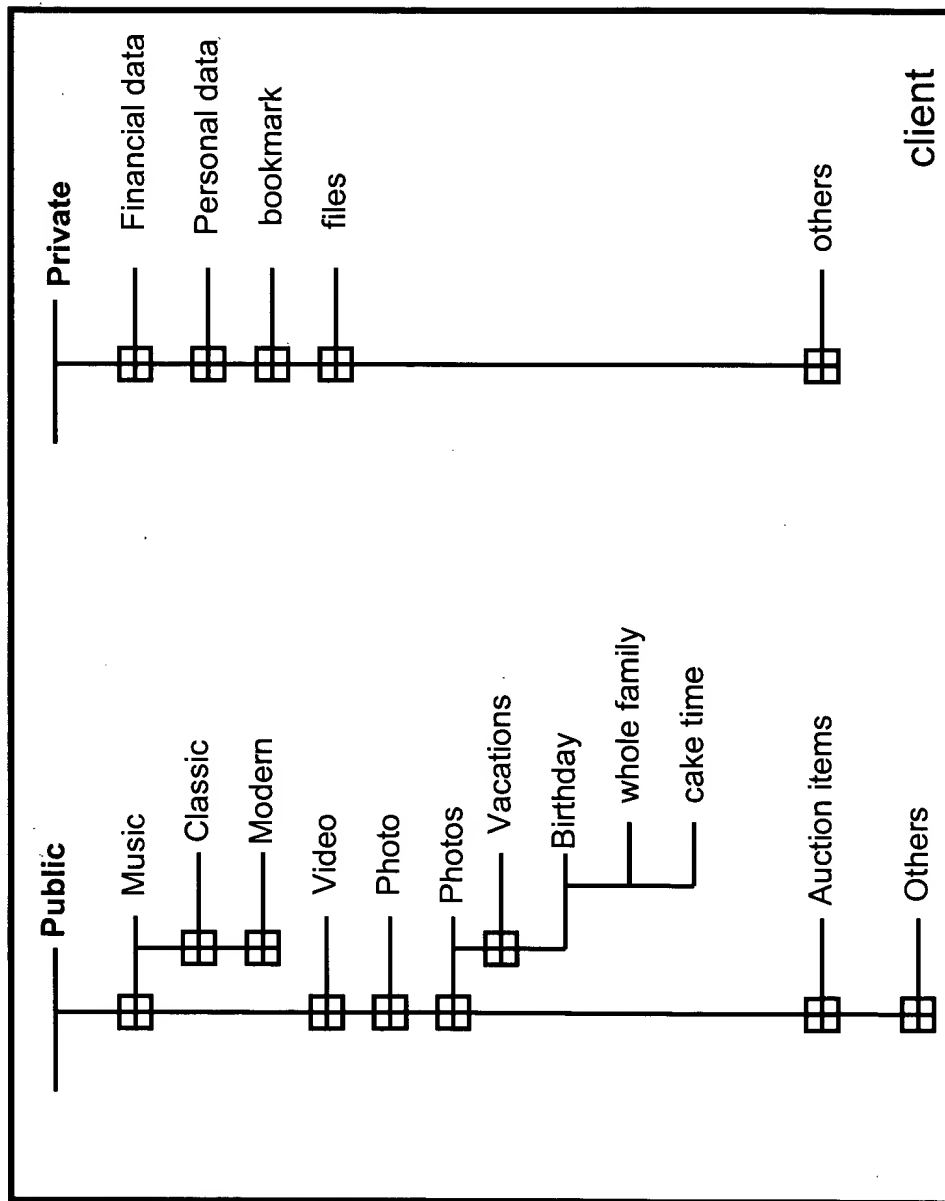 Public
Music
Classic
Modern
Video
Photo
Photos
Vacations
Birthday
whole family
cake time
Auction items
Others
Private
Financial data
Personal data
bookmark
files
others
client